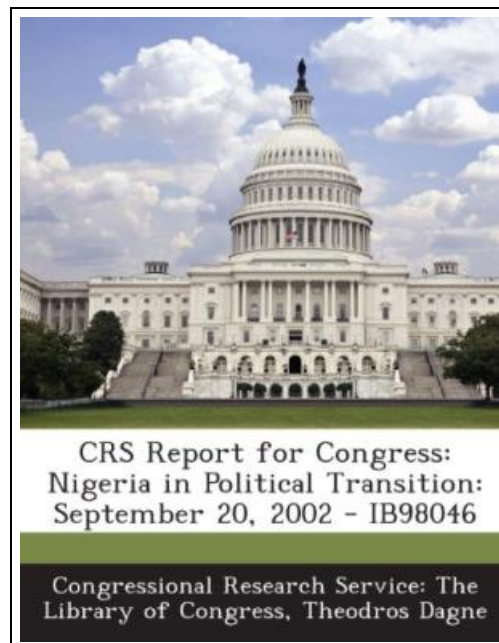 CRS Report for Congress:
Nigeria in Political Transition:
September 20, 2002 - IB98046
Congressional Research Service: The
Library of Congress, Theodros Dagne